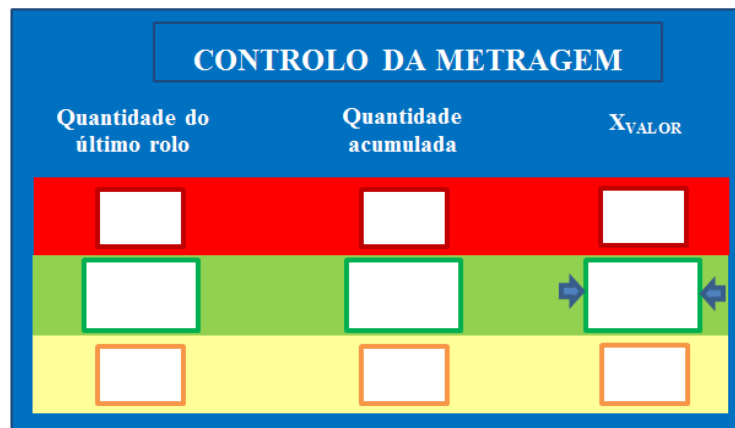 CONTROLO DA METRAGEM
Quantidade do
último rolo
Quantidade
acumulada
XVALOR